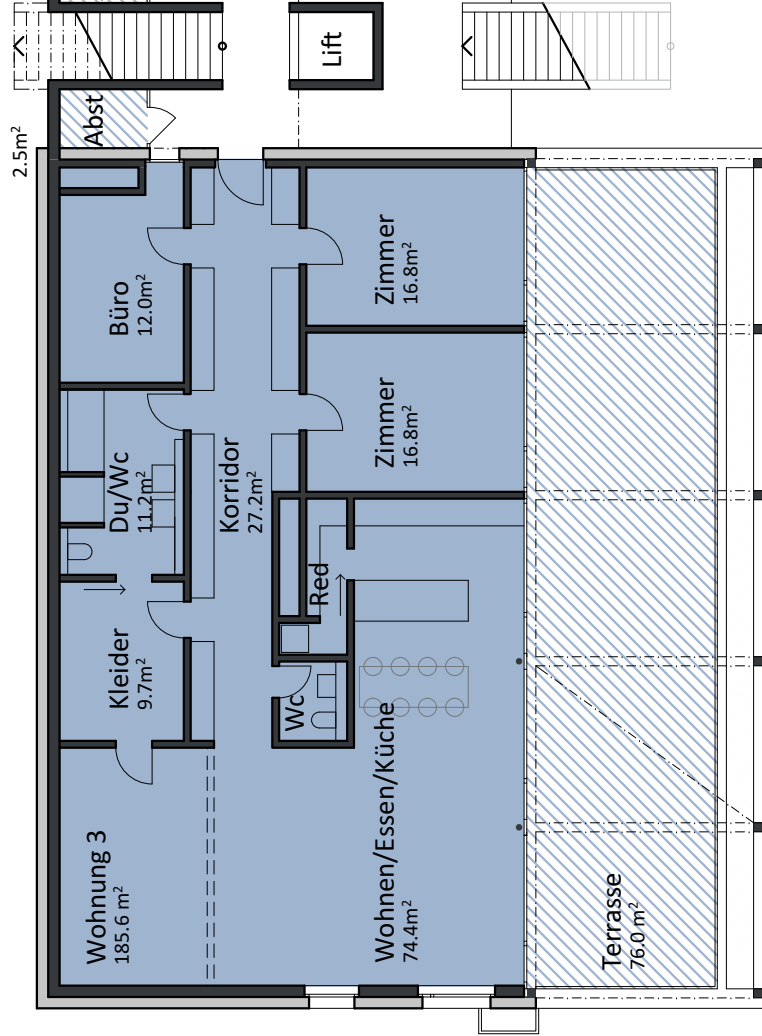 2.5m²
Abst
Lift
Büro
12.0m²
Zimmer
16.8m²
Du/Wc
11.2m²
Korridor
27.2m²
Zimmer
16.8m²
Kleider
9.7m²
Red
Wc
Wohnung 3
185.6 m²
Wohnen/Essen/Küche
74.4m²
Terrasse
76.0 m²